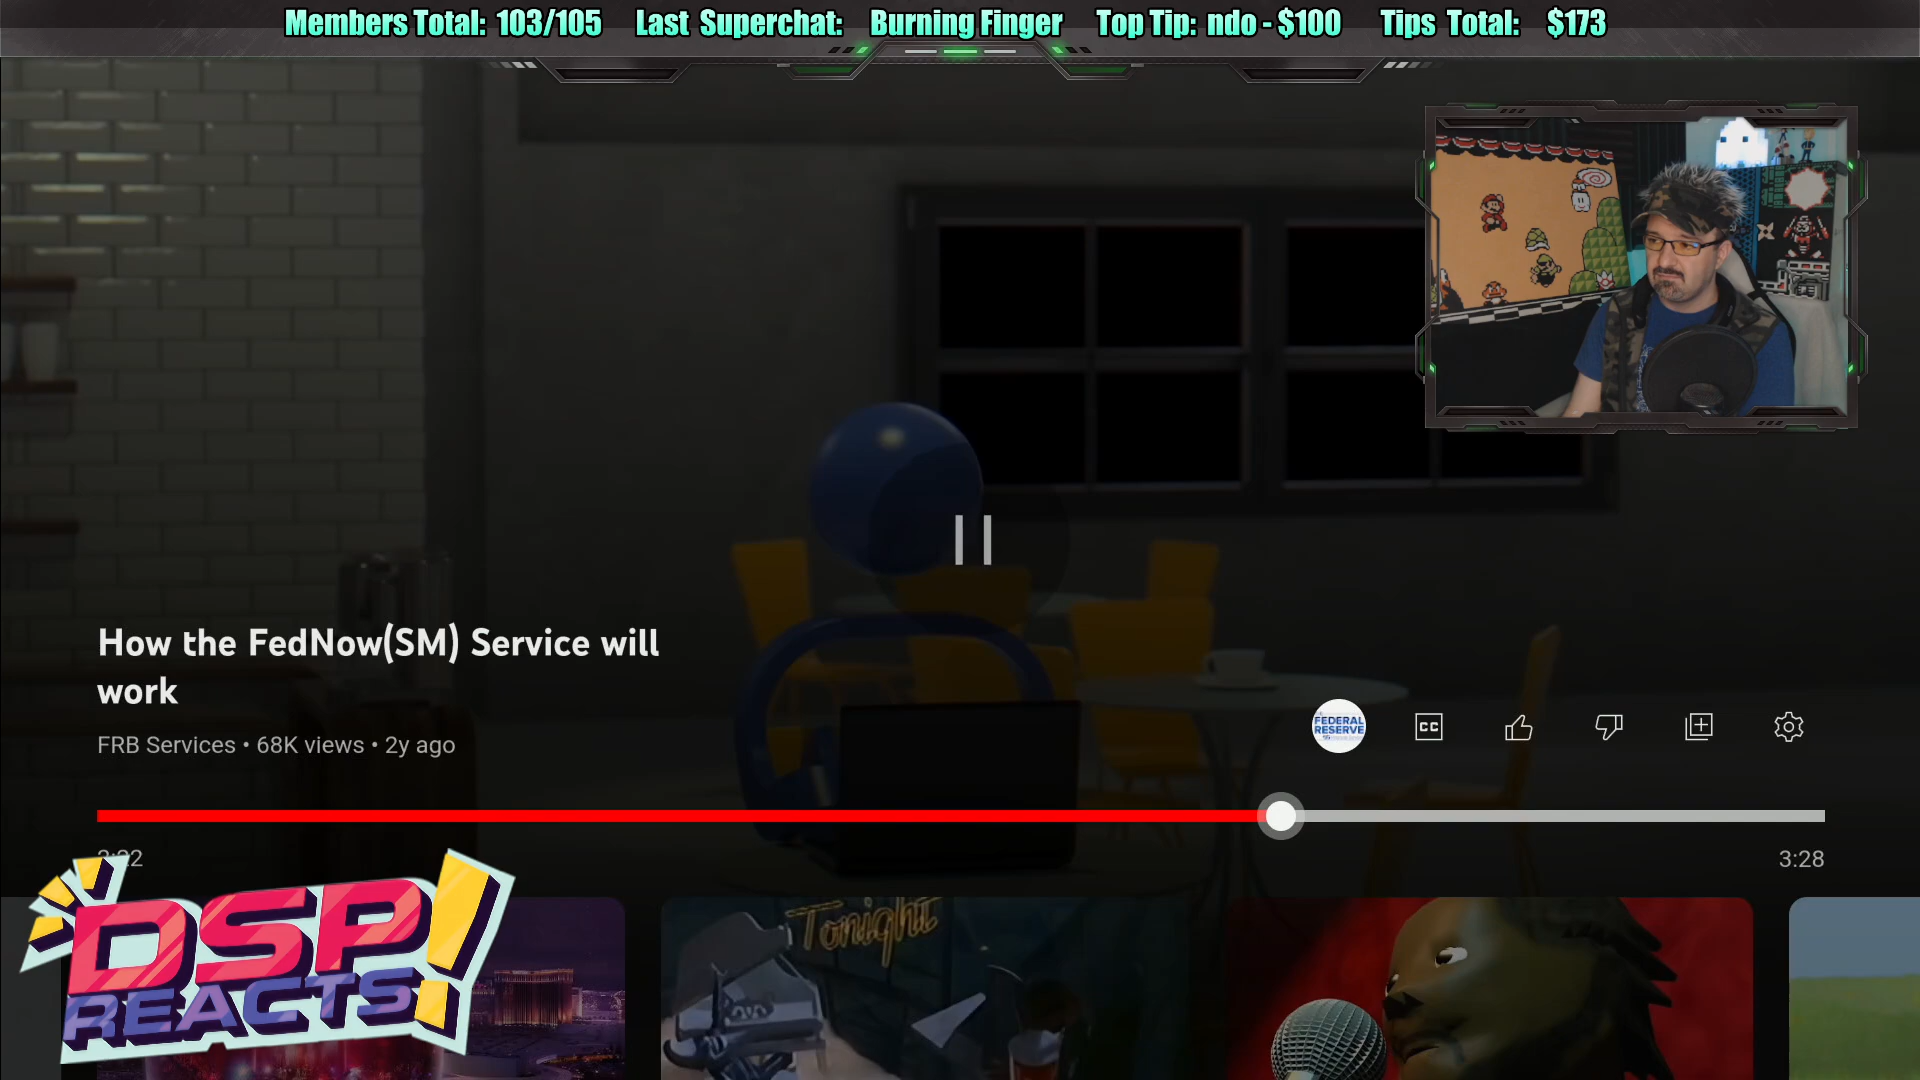 Members Total: 103/105 Last Superchat: Burning Finger Top Tip: ndo - $100 Tips Total: $173
How the FedNow(SM) Service will
work
FRB Services • 68K views • 2y ago
FEDERAL
RESERVE
CC
3:28
Tonight
DSP
REACTS!